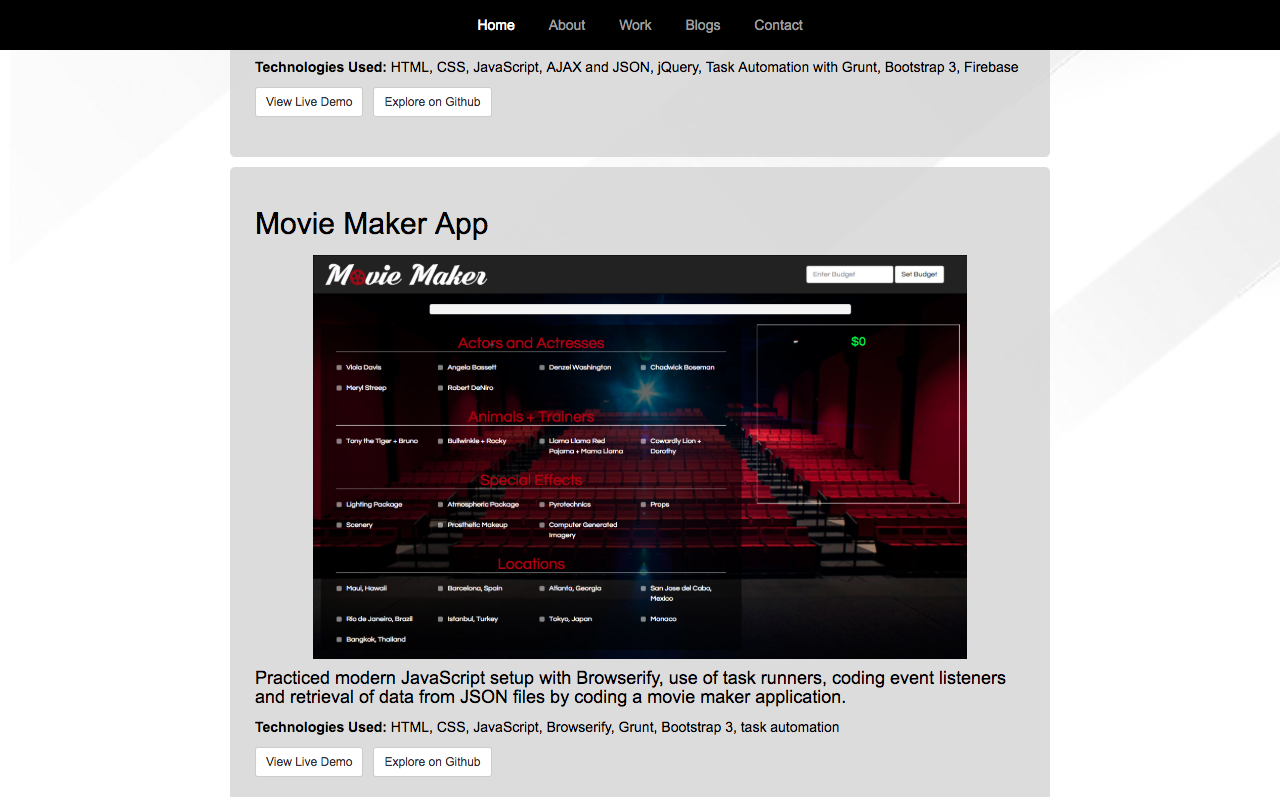 Home About Work Blogs Contact
Technologies Used: HTML, CSS, JavaScript, AJAX and JSON, jQuery, Task Automation with Grunt, Bootstrap 3, Firebase
View Live Demo Explore on Github
Movie Maker App
Movie Maker Enter Budget Set Budget
Actors and Actresses
$0
Viola Davis Angela Bassett Denzel Washington Chadwick Boseman
Meryl Streep Robert DeNiro
Animals + Trainers
Tony the Tiger + Bruno Bullwinkle + Rocky Llama Llama Red Cowardly Lion +
Pajama + Mama Llama Dorothy
Special Effects
Lighting Package Atmospheric Package Pyrotechnics Props
Scenery Prosthetic Makeup Computer Generated
Imagery
Locations
Maui, Hawaii Barcelona, Spain Atlanta, Georgia San Jose del Cabo,
Mexico
Rio de Janeiro, Brazil Istanbul, Turkey Tokyo, Japan Monaco
Bangkok, Thailand
Practiced modern JavaScript setup with Browserify, use of task runners, coding event listeners
and retrieval of data from JSON files by coding a movie maker application.
Technologies Used: HTML, CSS, JavaScript, Browserify, Grunt, Bootstrap 3, task automation
View Live Demo Explore on Github